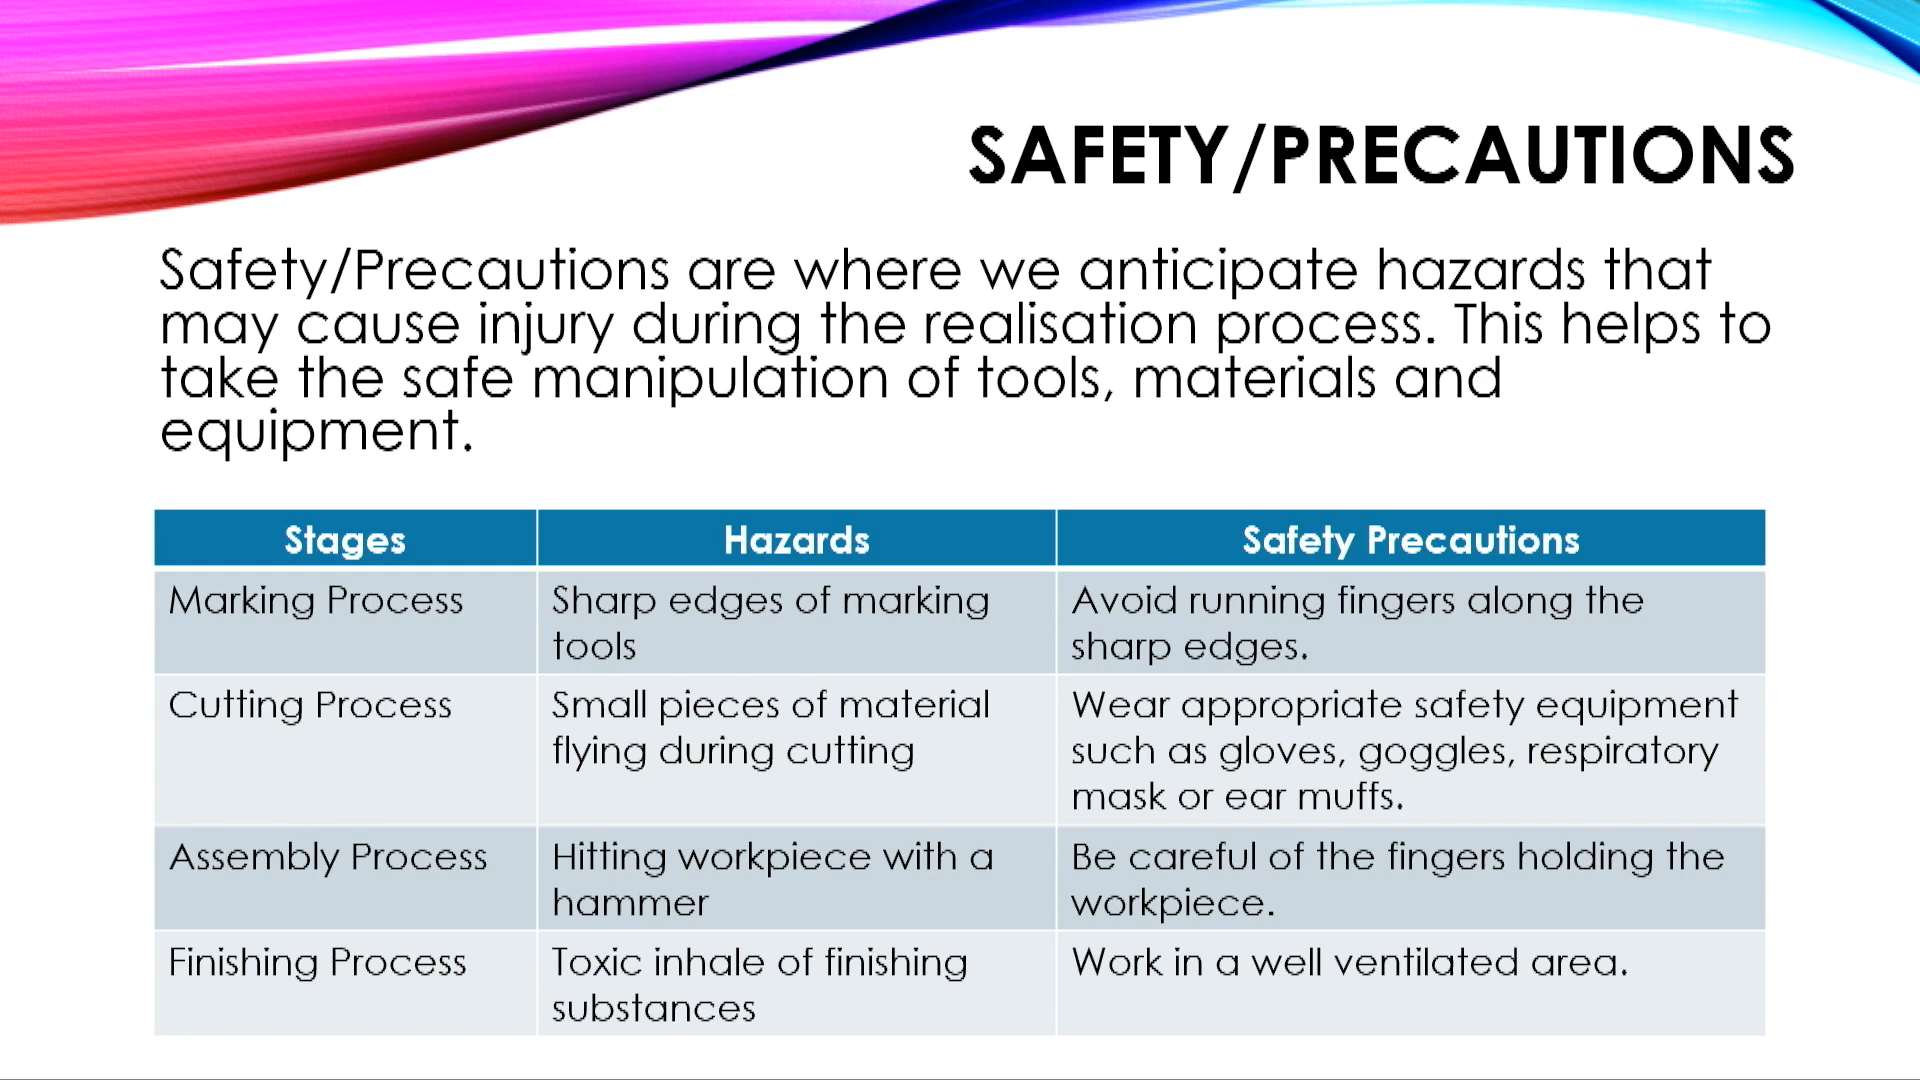 SAFETY/PRECAUTIONS
Safety/Precautions are where we anticipate hazards that
may cause injury during the realisation process. This helps to
take the safe manipulation of tools, materials and
equipment.
Stages Hazards Safety Precautions
Marking Process
Sharp edges of marking
tools
Avoid running fingers along the
sharp edges.
Cutting Process
Small pieces of material
flying during cutting
Wear appropriate safety equipment
such as gloves, goggles, respiratory
mask or ear muffs.
Assembly Process
Hitting workpiece with a
hammer
Be careful of the fingers holding the
workpiece.
Finishing Process
Toxic inhale of finishing
substances
Work in a well ventilated area.